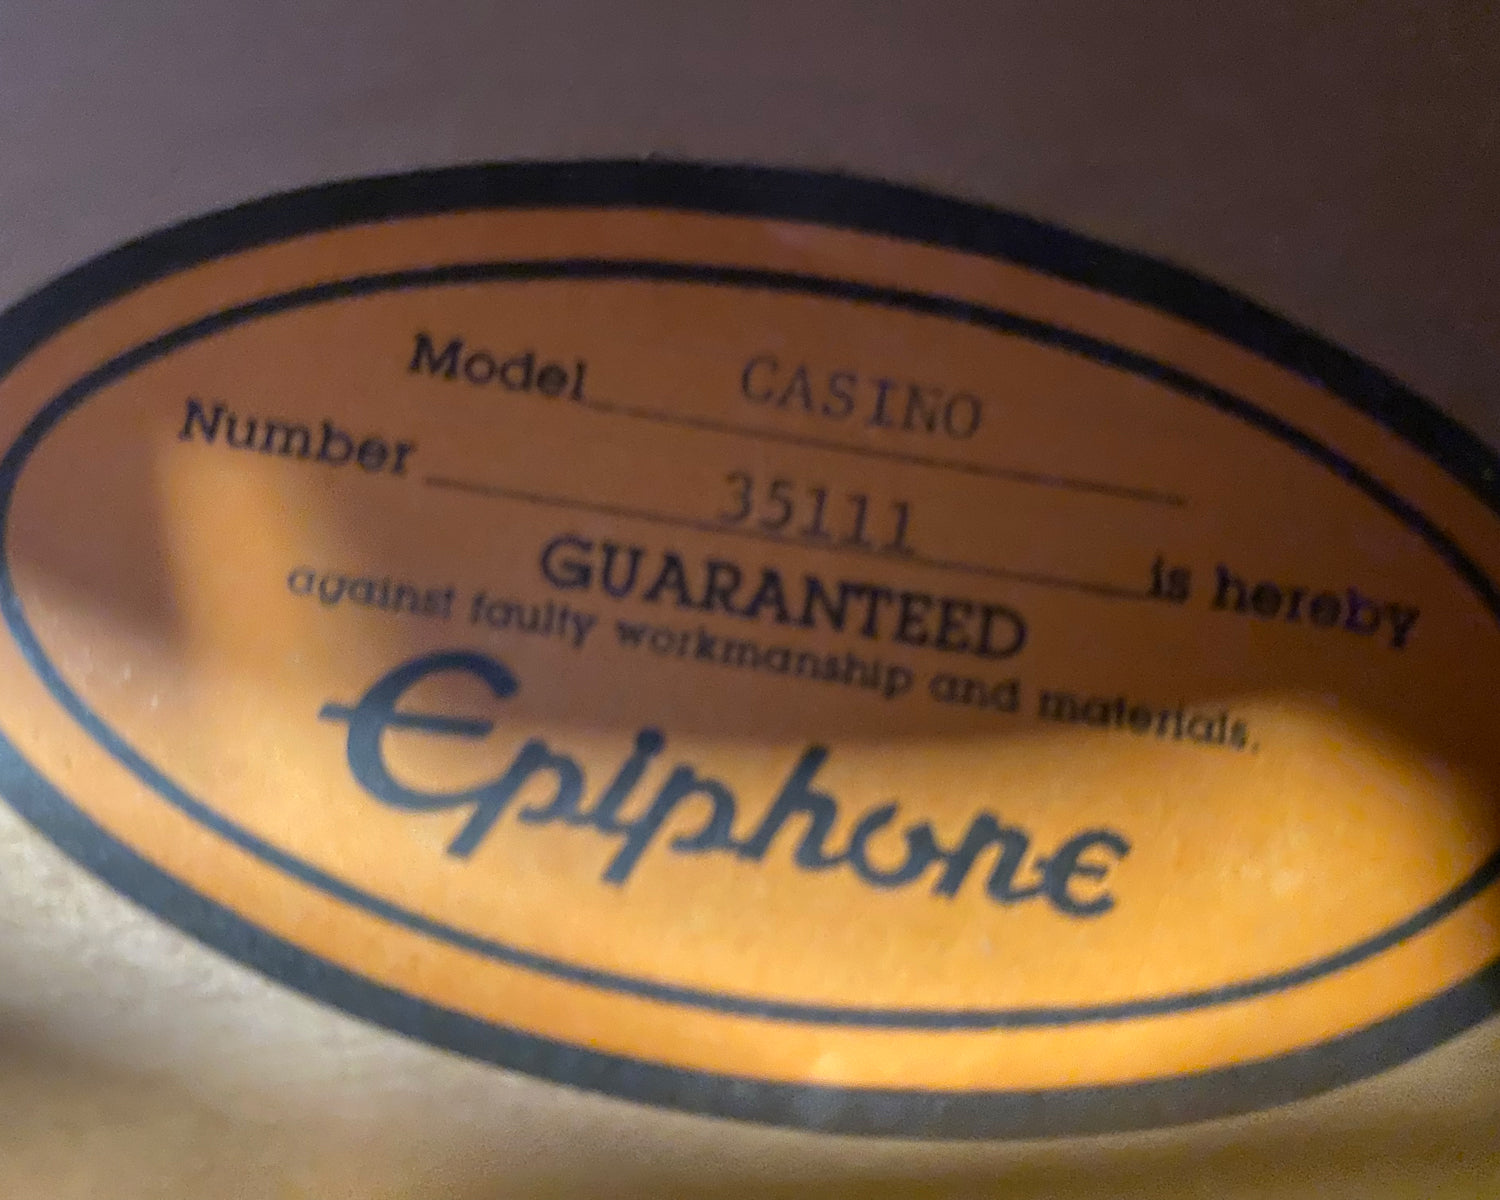 Model CASINO
Number 35111 is hereby
GUARANTEED
against faulty workmanship and materials.
Epiphone